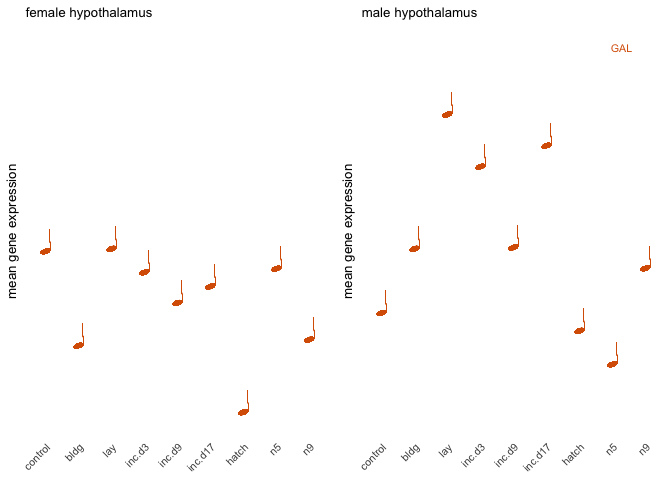 female hypothalamus
mean gene expression
control
bldg
lay
inc.d3
inc.d9
inc.d17
hatch
n5
n9
male hypothalamus
GAL
mean gene expression
control
bldg
lay
inc.d3
inc.d9
inc.d17
hatch
n5
n9